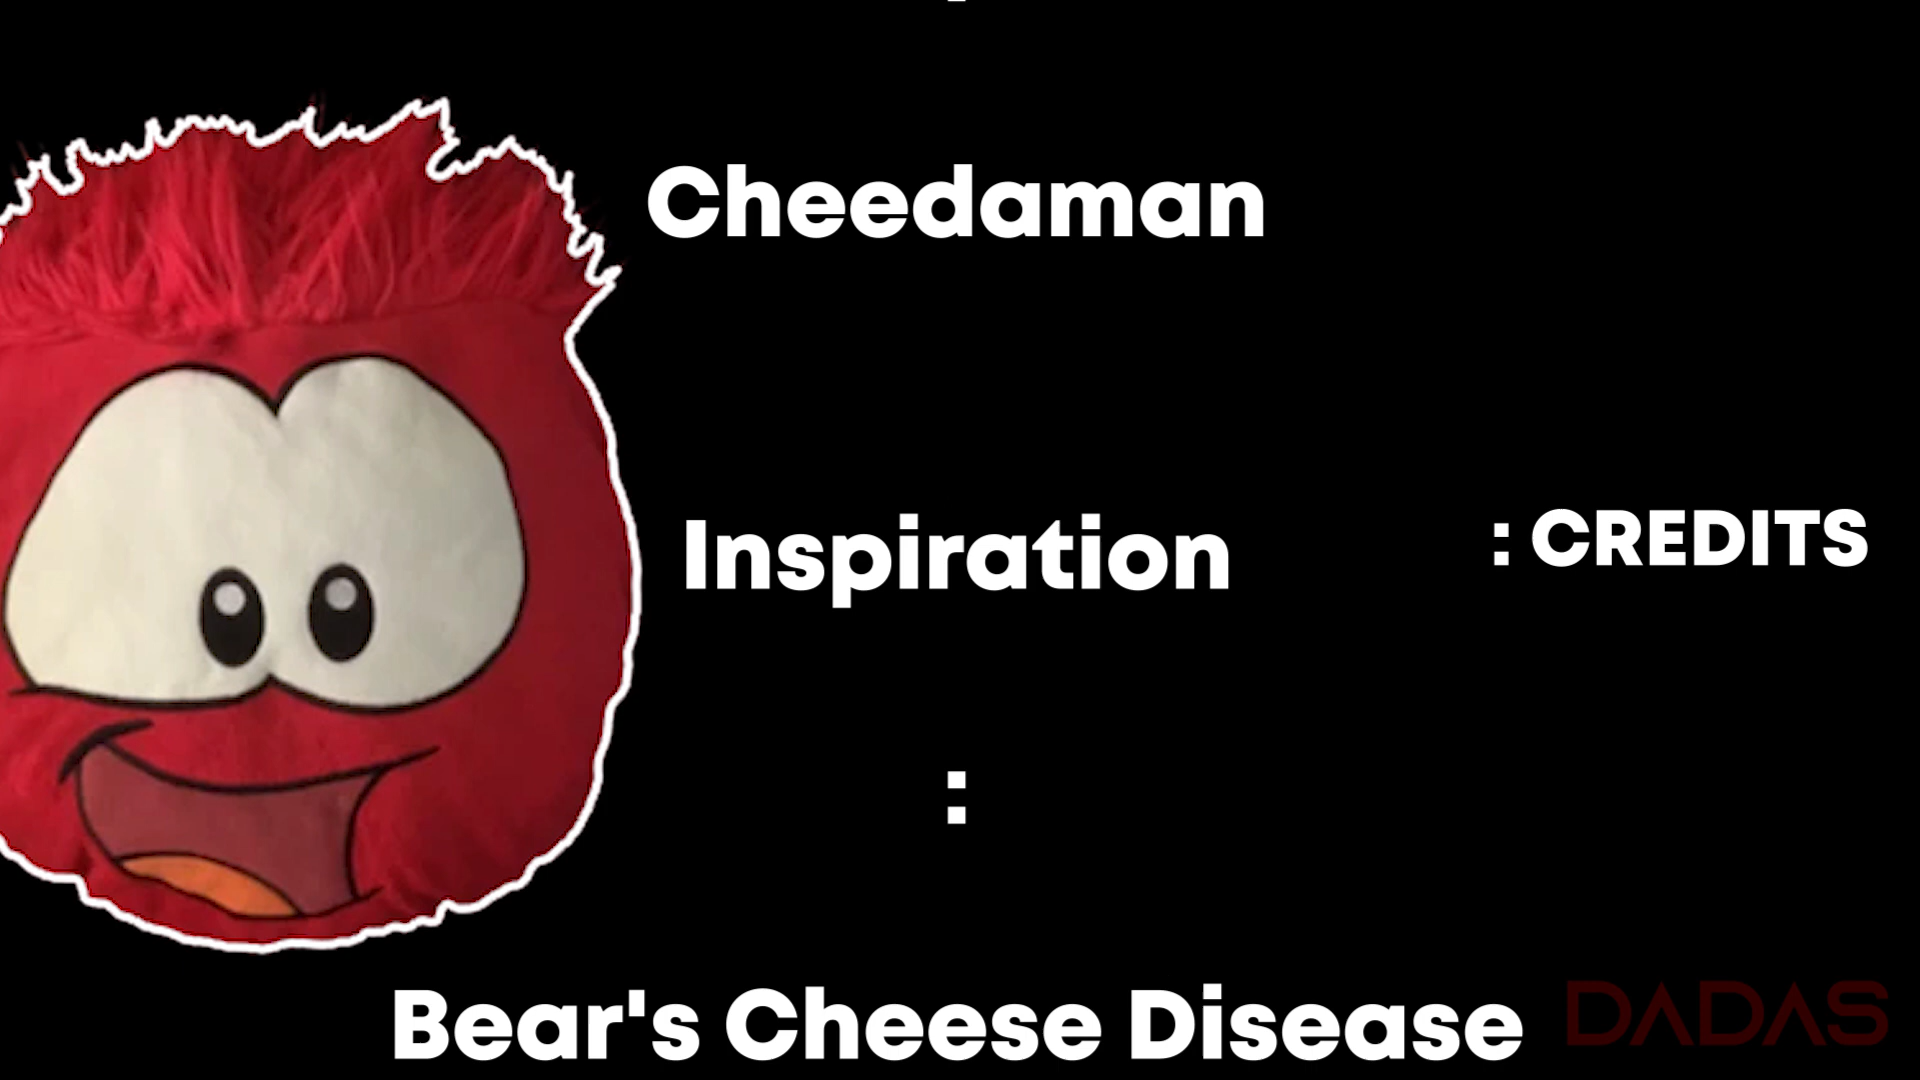 Cheedaman
Inspiration
: CREDITS
:
Bear's Cheese Disease
DADAS